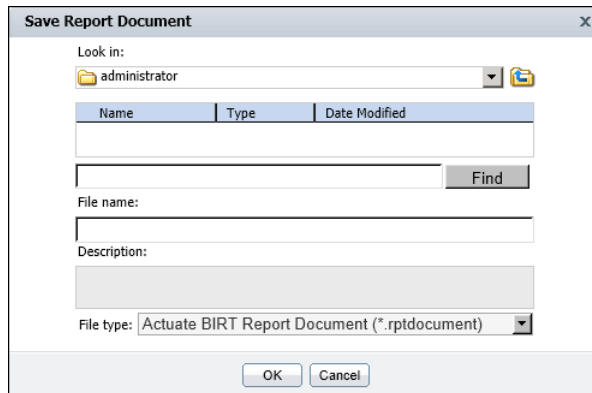 Save Report Document x
Look in:
administrator
Name Type Date Modified
Find
File name:
Description:
File type: Actuate BIRT Report Document (*.rptdocument)
OK Cancel